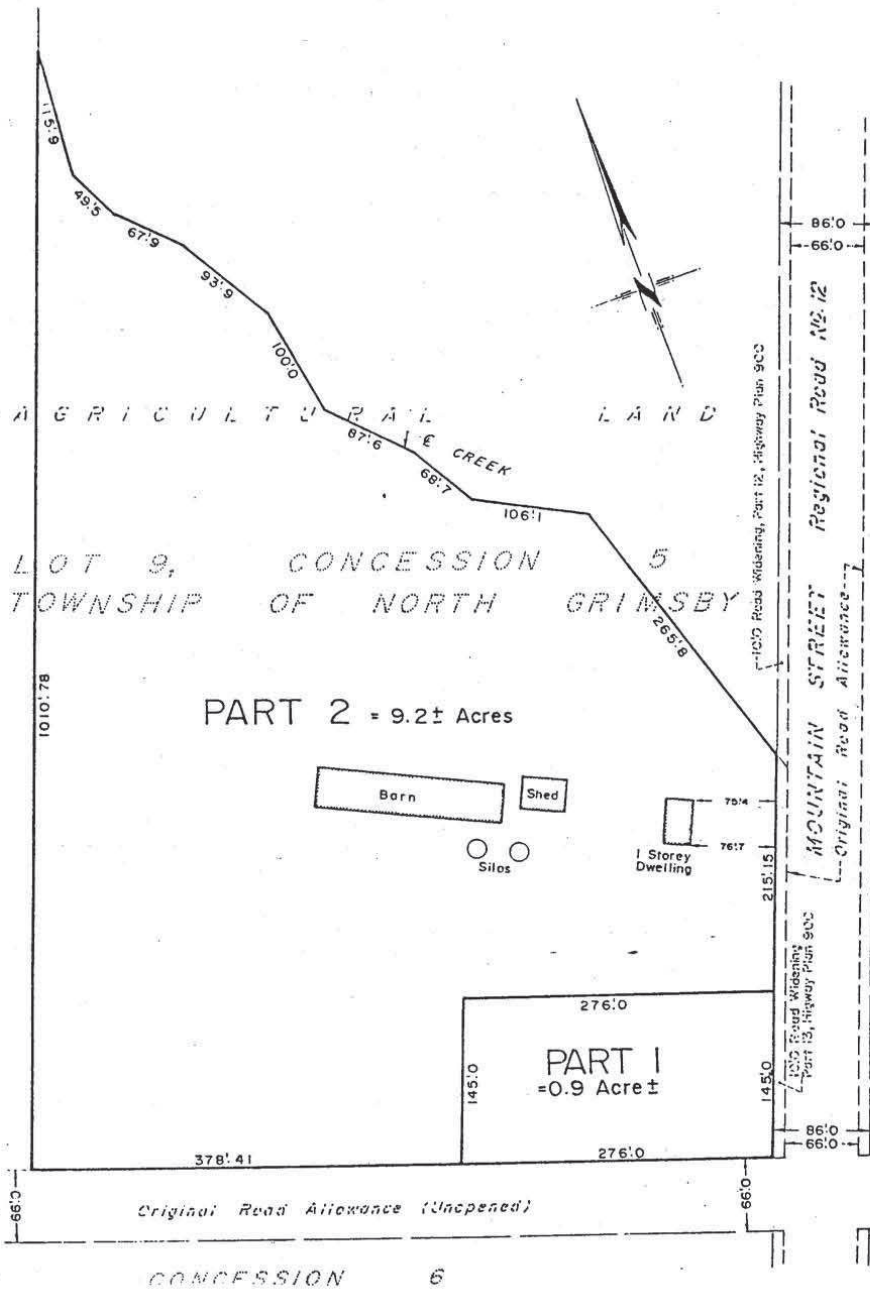 115'.9
49'.5
67'.9
93'.9
100'.0
87'.6
68'.7
106'.1
265'.8
℄ CREEK
AGRICULTURAL LAND
LOT 9, CONCESSION 5
TOWNSHIP OF NORTH GRIMSBY
1010'.78
PART 2 = 9.2± Acres
Barn
Shed
Silos
1 Storey
Dwelling
75'.4
76'.7
215'.15
276'.0
PART 1
=0.9 Acre±
145'.0
145'.0
276'.0
378'.41
86'.0
66'.0
10'.0 Road Widening, Part 12, Highway Plan 900
MOUNTAIN STREET Regional Road No. 12
Original Road Allowance
10'.0 Road Widening
Part 13, Higway Plan 900
86'.0
66'.0
66'.0
66'.0
Original Road Allowance (Unopened)
CONCESSION 6